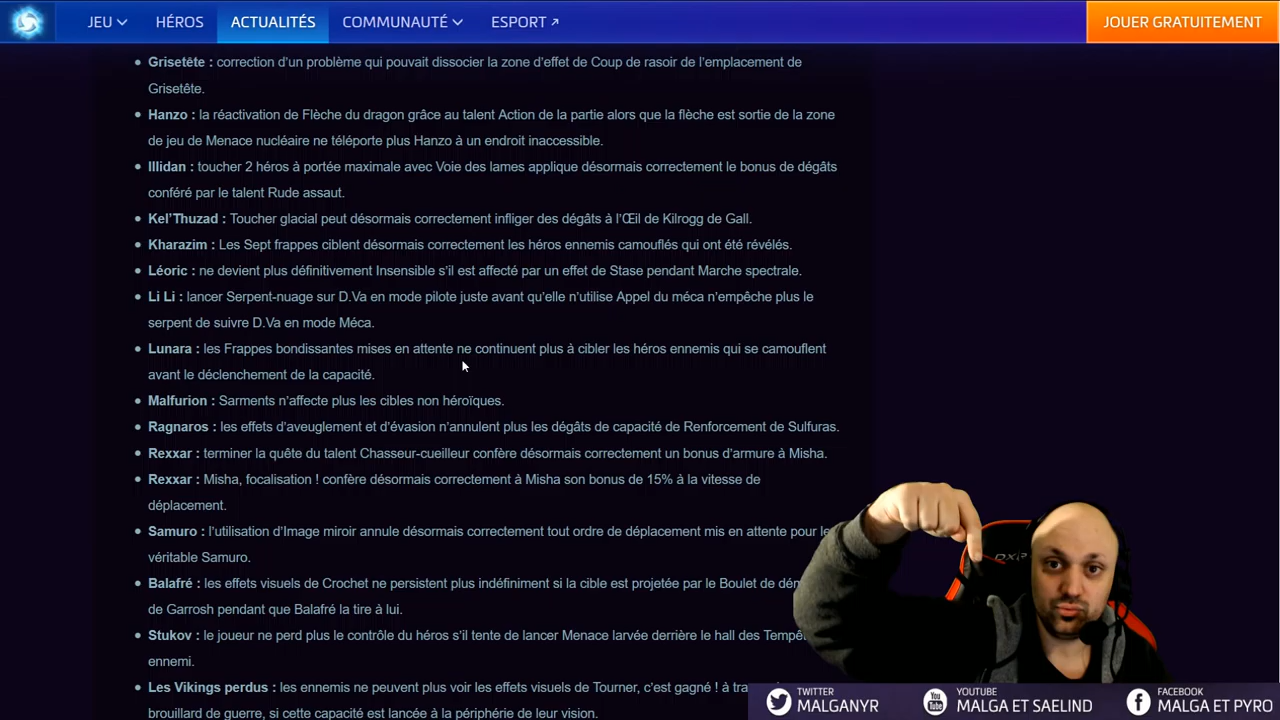 JEU HÉROS ACTUALITÉS COMMUNAUTÉ ESPORT JOUER GRATUITEMENT
Grisetête : correction d'un problème qui pouvait dissocier la zone d'effet de Coup de rasoir de l'emplacement de
Grisetête.
Hanzo : la réactivation de Flèche du dragon grâce au talent Action de la partie alors que la flèche est sortie de la zone
de jeu de Menace nucléaire ne téléporte plus Hanzo à un endroit inaccessible.
Illidan : toucher 2 héros à portée maximale avec Voie des lames applique désormais correctement le bonus de dégâts
conféré par le talent Rude assaut.
Kel'Thuzad : Toucher glacial peut désormais correctement infliger des dégâts à l'Œil de Kilrogg de Gall.
Kharazim : Les Sept frappes ciblent désormais correctement les héros ennemis camouflés qui ont été révélés.
Léoric : ne devient plus définitivement Insensible s'il est affecté par un effet de Stase pendant Marche spectrale.
Li Li : lancer Serpent-nuage sur D.Va en mode pilote juste avant qu'elle n'utilise Appel du méca n'empêche plus le
serpent de suivre D.Va en mode Méca.
Lunara : les Frappes bondissantes mises en attente ne continuent plus à cibler les héros ennemis qui se camouflent
avant le déclenchement de la capacité.
Malfurion : Sarments n'affecte plus les cibles non héroïques.
Ragnaros : les effets d'aveuglement et d'évasion n'annulent plus les dégâts de capacité de Renforcement de Sulfuras.
Rexxar : terminer la quête du talent Chasseur-cueilleur confère désormais correctement un bonus d'armure à Misha.
Rexxar : Misha, focalisation ! confère désormais correctement à Misha son bonus de 15% à la vitesse de
déplacement.
Samuro : l'utilisation d'Image miroir annule désormais correctement tout ordre de déplacement mis en attente pour le
véritable Samuro.
Balafré : les effets visuels de Crochet ne persistent plus indéfiniment si la cible est projetée par le Boulet de
de Garrosh pendant que Balafré la tire à lui.
Stukov : le joueur ne perd plus le contrôle du héros s'il tente de lancer Menace larvée derrière le hall des
ennemi.
Les Vikings perdus : les ennemis ne peuvent plus voir les effets visuels de Tourner, c'est gagné ! à
brouillard de guerre, si cette capacité est lancée à la périphérie de leur vision.
TWITTER
MALGANYR
YOUTUBE
MALGA ET SAELIND
FACEBOOK
MALGA ET PYRO